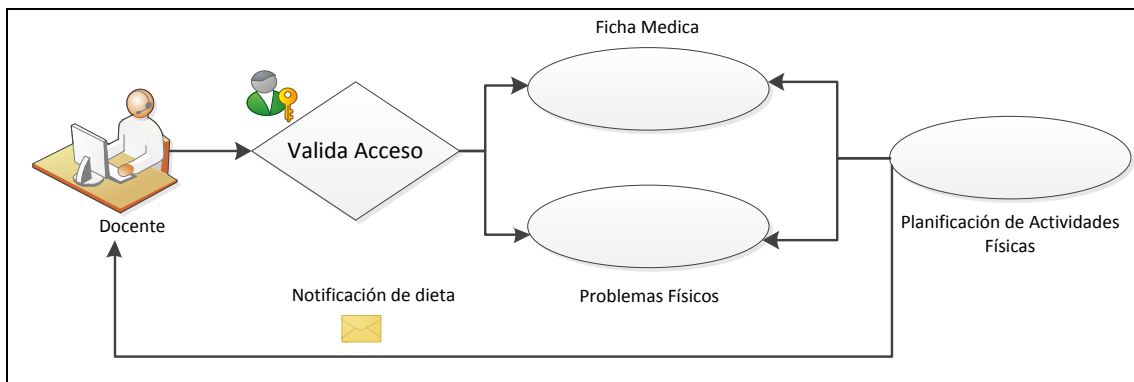 Ficha Medica
Valida Acceso
Docente
Planificación de Actividades
Físicas
Notificación de dieta
Problemas Físicos